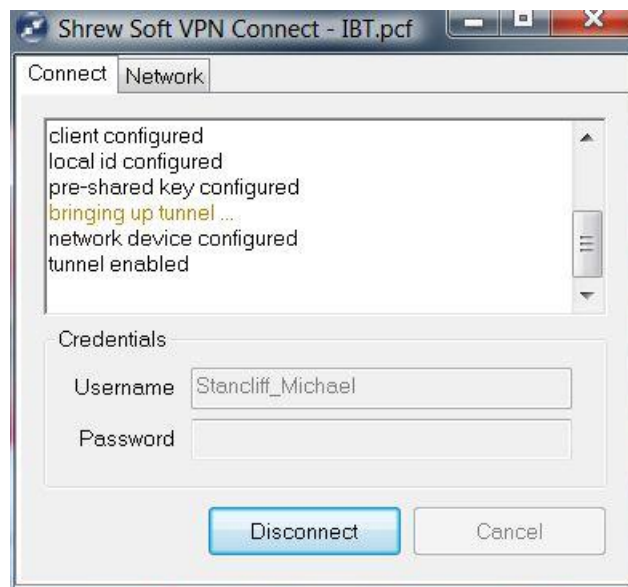 Shrew Soft VPN Connect - IBT.pcf
Connect Network
client configured
local id configured
pre-shared key configured
bringing up tunnel ...
network device configured
tunnel enabled
Credentials
Username Stancliff_Michael
Password
Disconnect Cancel